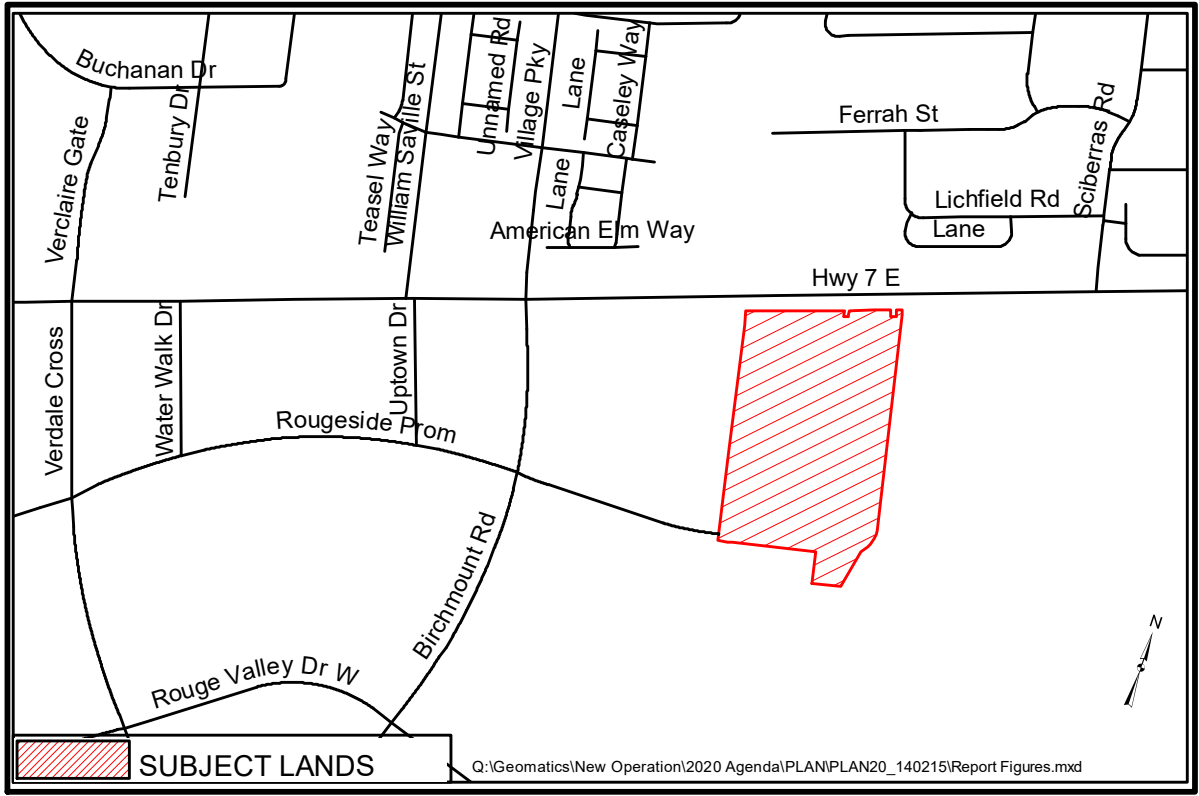 Buchanan Dr
Tenbury Dr
Verclaire Gate
Teasel Way
William Saville St
Unnamed Rd
Village Pky
Lane
Caseley Way
Lane
American Elm Way
Ferrah St
Sciberras Rd
Lichfield Rd
Lane
Hwy 7 E
Verdale Cross
Water Walk Dr
Uptown Dr
Rougeside Prom
Birchmount Rd
Rouge Valley Dr W
N
SUBJECT LANDS
Q:\Geomatics\New Operation\2020 Agenda\PLAN\PLAN20_140215\Report Figures.mxd